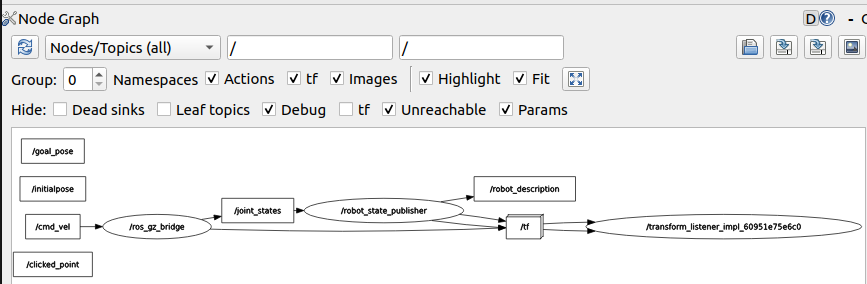 Node Graph D - C
Nodes/Topics (all) / /
Group: 0 Namespaces Actions tf Images Highlight Fit
Hide: Dead sinks Leaf topics Debug tf Unreachable Params
/goal_pose
/initialpose
/robot_description
/joint_states
/robot_state_publisher
/cmd_vel
/ros_gz_bridge
/tf
/transform_listener_impl_60951e75e6c0
/clicked_point